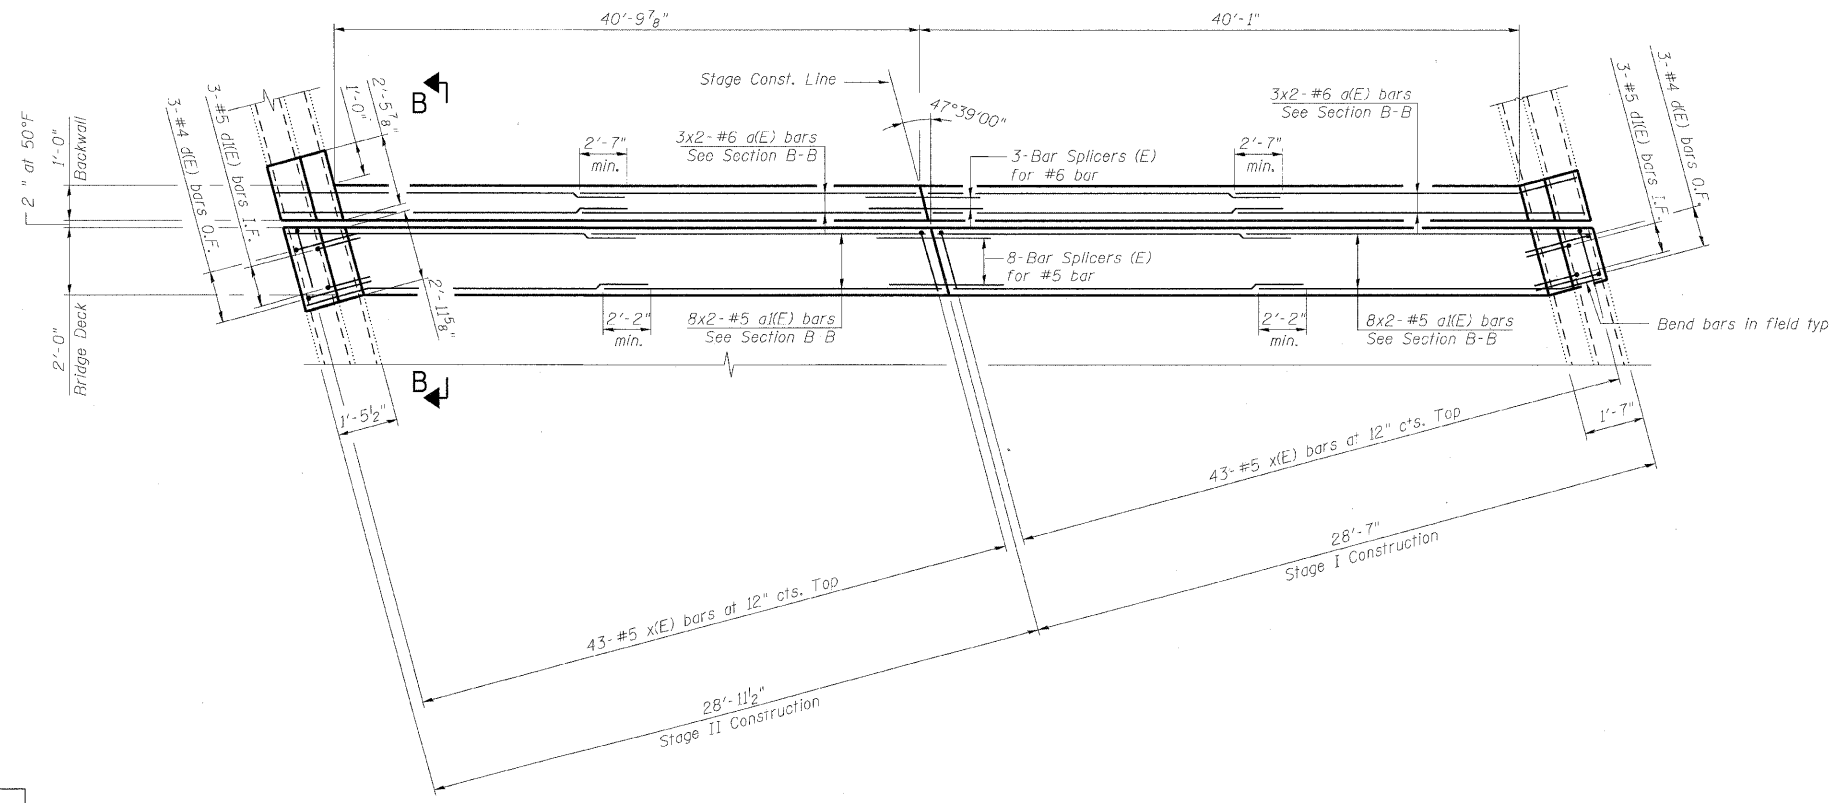 40'-9 7/8"
40'-1"
Stage Const. Line
47°39'00"
B
3x2-#6 a(E) bars
See Section B-B
3x2-#6 a(E) bars
See Section B-B
2'-7"
min.
2'-7"
min.
3-Bar Splicers (E)
for #6 bar
8-Bar Splicers (E)
for #5 bar
2'-5 7/8"
1'-0"
3-#5 d1(E) bars I.F.
3-#4 d(E) bars O.F.
3-#4 d(E) bars O.F.
3-#5 d1(E) bars I.F.
2" at 50°F
1'-0"
Backwall
2'-0"
Bridge Deck
2'-11 5/8"
2'-2"
min.
8x2-#5 a1(E) bars
See Section B B
2'-2"
min.
8x2-#5 a1(E) bars
See Section B-B
Bend bars in field typ
B
1'-5 1/2"
1'-7"
43-#5 x(E) bars at 12" cts. Top
28'-7"
Stage I Construction
43-#5 x(E) bars at 12" cts. Top
28'-11 1/2"
Stage II Construction